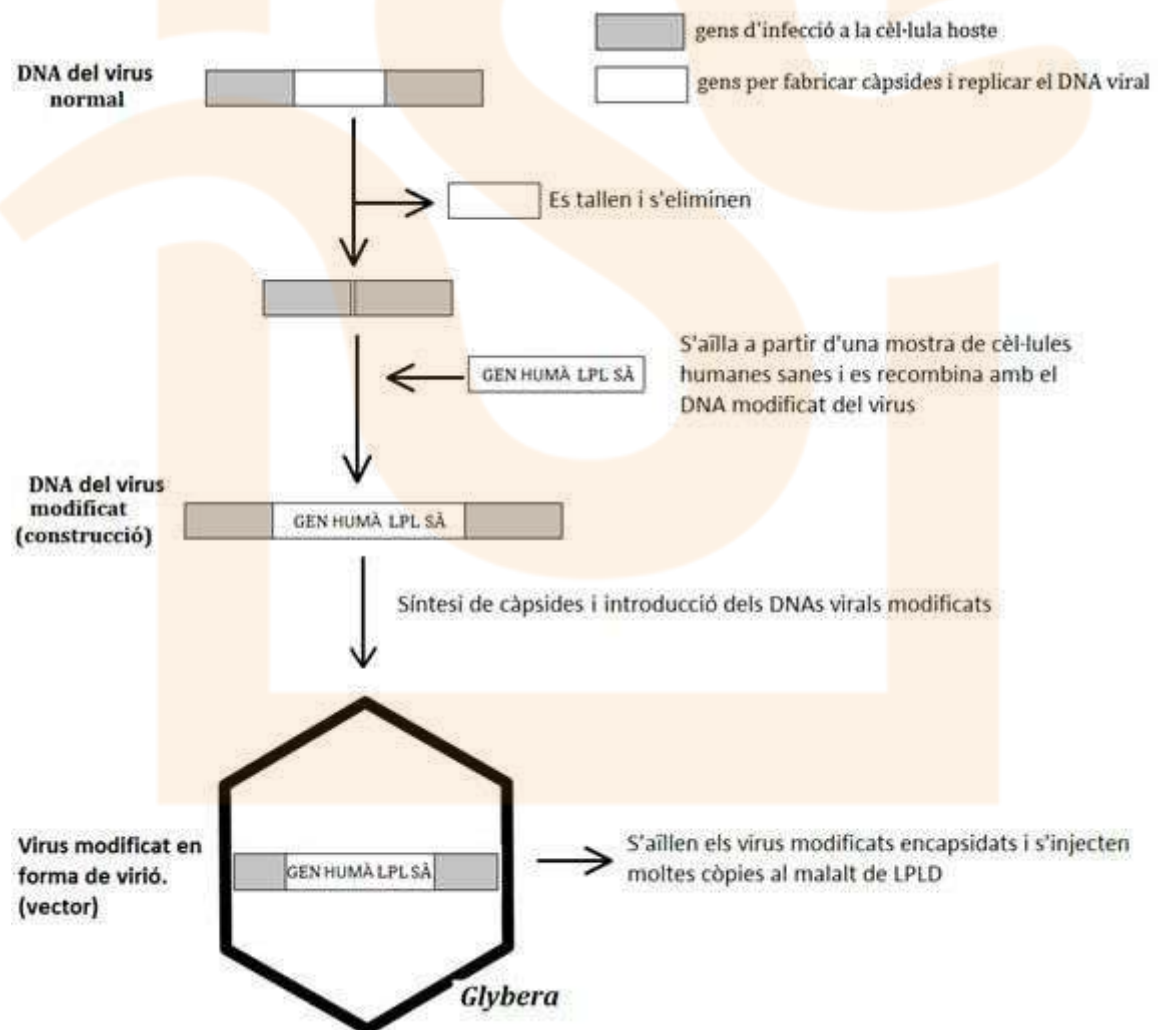 gens d'infecció a la cèl·lula hoste
DNA del virus
normal
gens per fabricar càpsides i replicar el DNA viral
Es tallen i s'eliminen
S'aïlla a partir d'una mostra de cèl·lules
humanes sanes i es recombina amb el
DNA modificat del virus
GEN HUMÀ LPL SÀ
DNA del virus
modificat
(construcció)
GEN HUMÀ LPL SÀ
Síntesi de càpsides i introducció dels DNAs virals modificats
Virus modificat en
forma de virió.
(vector)
GEN HUMÀ LPL SÀ
S'aïllen els virus modificats encapsidats i s'injecten
moltes còpies al malalt de LPLD
Glybera